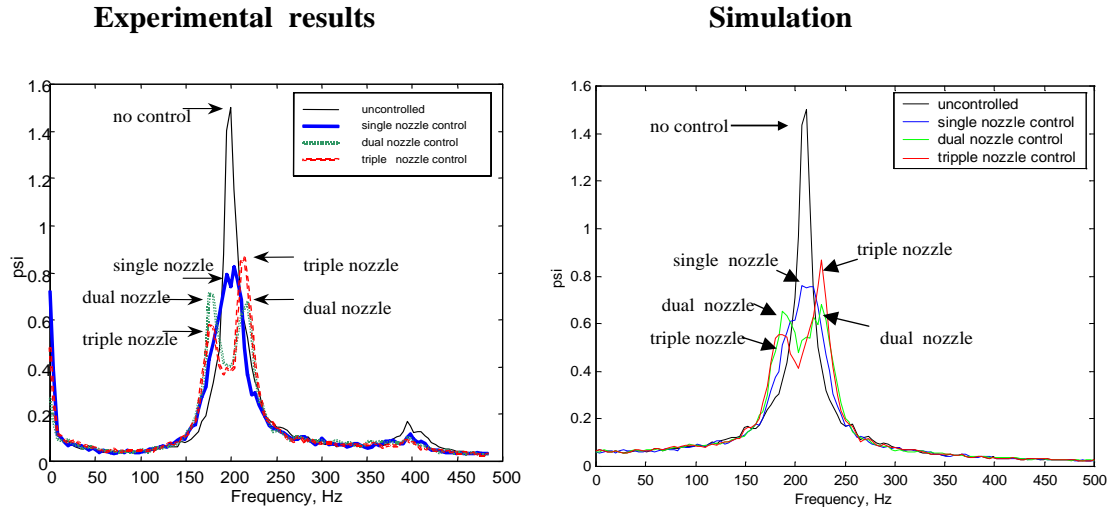 Experimental results
1.6
1.4
1.2
1
0.8
0.6
0.4
0.2
0
psi
0
50
100
150
200
250
300
350
400
450
500
Frequency, Hz
no control
uncontrolled
single nozzle control
dual nozzle control
triple nozzle control
single nozzle
triple nozzle
dual nozzle
dual nozzle
triple nozzle
Simulation
1.6
1.4
1.2
1
0.8
0.6
0.4
0.2
0
psi
0
50
100
150
200
250
300
350
400
450
500
Frequency, Hz
no control
uncontrolled
single nozzle control
dual nozzle control
tripple nozzle control
single nozzle
triple nozzle
dual nozzle
triple nozzle
dual nozzle